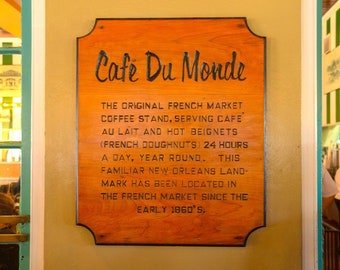 Café Du Monde
THE ORIGINAL FRENCH MARKET
COFFEE STAND, SERVING CAFÉ
AU LAIT AND HOT BEIGNETS
(FRENCH DOUGHNUTS) 24 HOURS
A DAY, YEAR ROUND. THIS
FAMILIAR NEW ORLEANS LAND-
MARK HAS BEEN LOCATED IN
THE FRENCH MARKET SINCE THE
EARLY 1860'S.